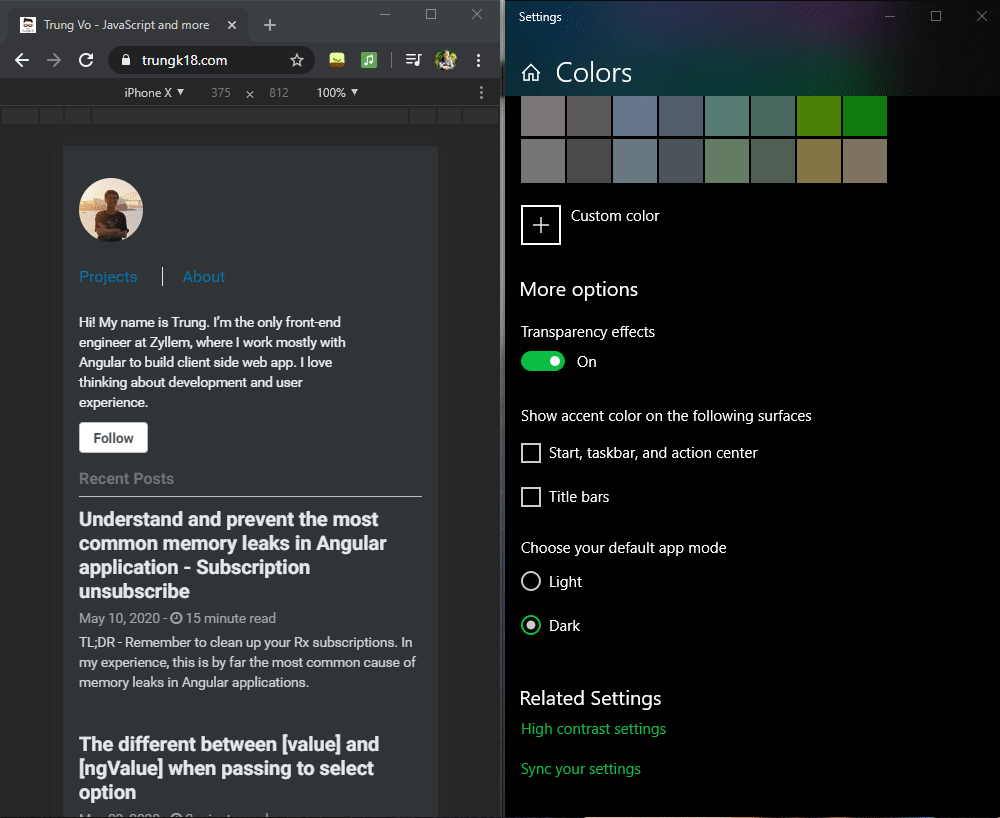 Trung Vo - JavaScript and more
trungk18.com
iPhone X ▼ 375 x 812 100% ▼
Projects | About
Hi! My name is Trung. I'm the only front-end
engineer at Zyllem, where I work mostly with
Angular to build client side web app. I love
thinking about development and user
experience.
Follow
Recent Posts
Understand and prevent the most
common memory leaks in Angular
application - Subscription
unsubscribe
May 10, 2020 - 15 minute read
TL;DR - Remember to clean up your Rx subscriptions. In
my experience, this is by far the most common cause of
memory leaks in Angular applications.
The different between [value] and
[ngValue] when passing to select
option
Settings
Colors
Custom color
More options
Transparency effects
On
Show accent color on the following surfaces
Start, taskbar, and action center
Title bars
Choose your default app mode
Light
Dark
Related Settings
High contrast settings
Sync your settings